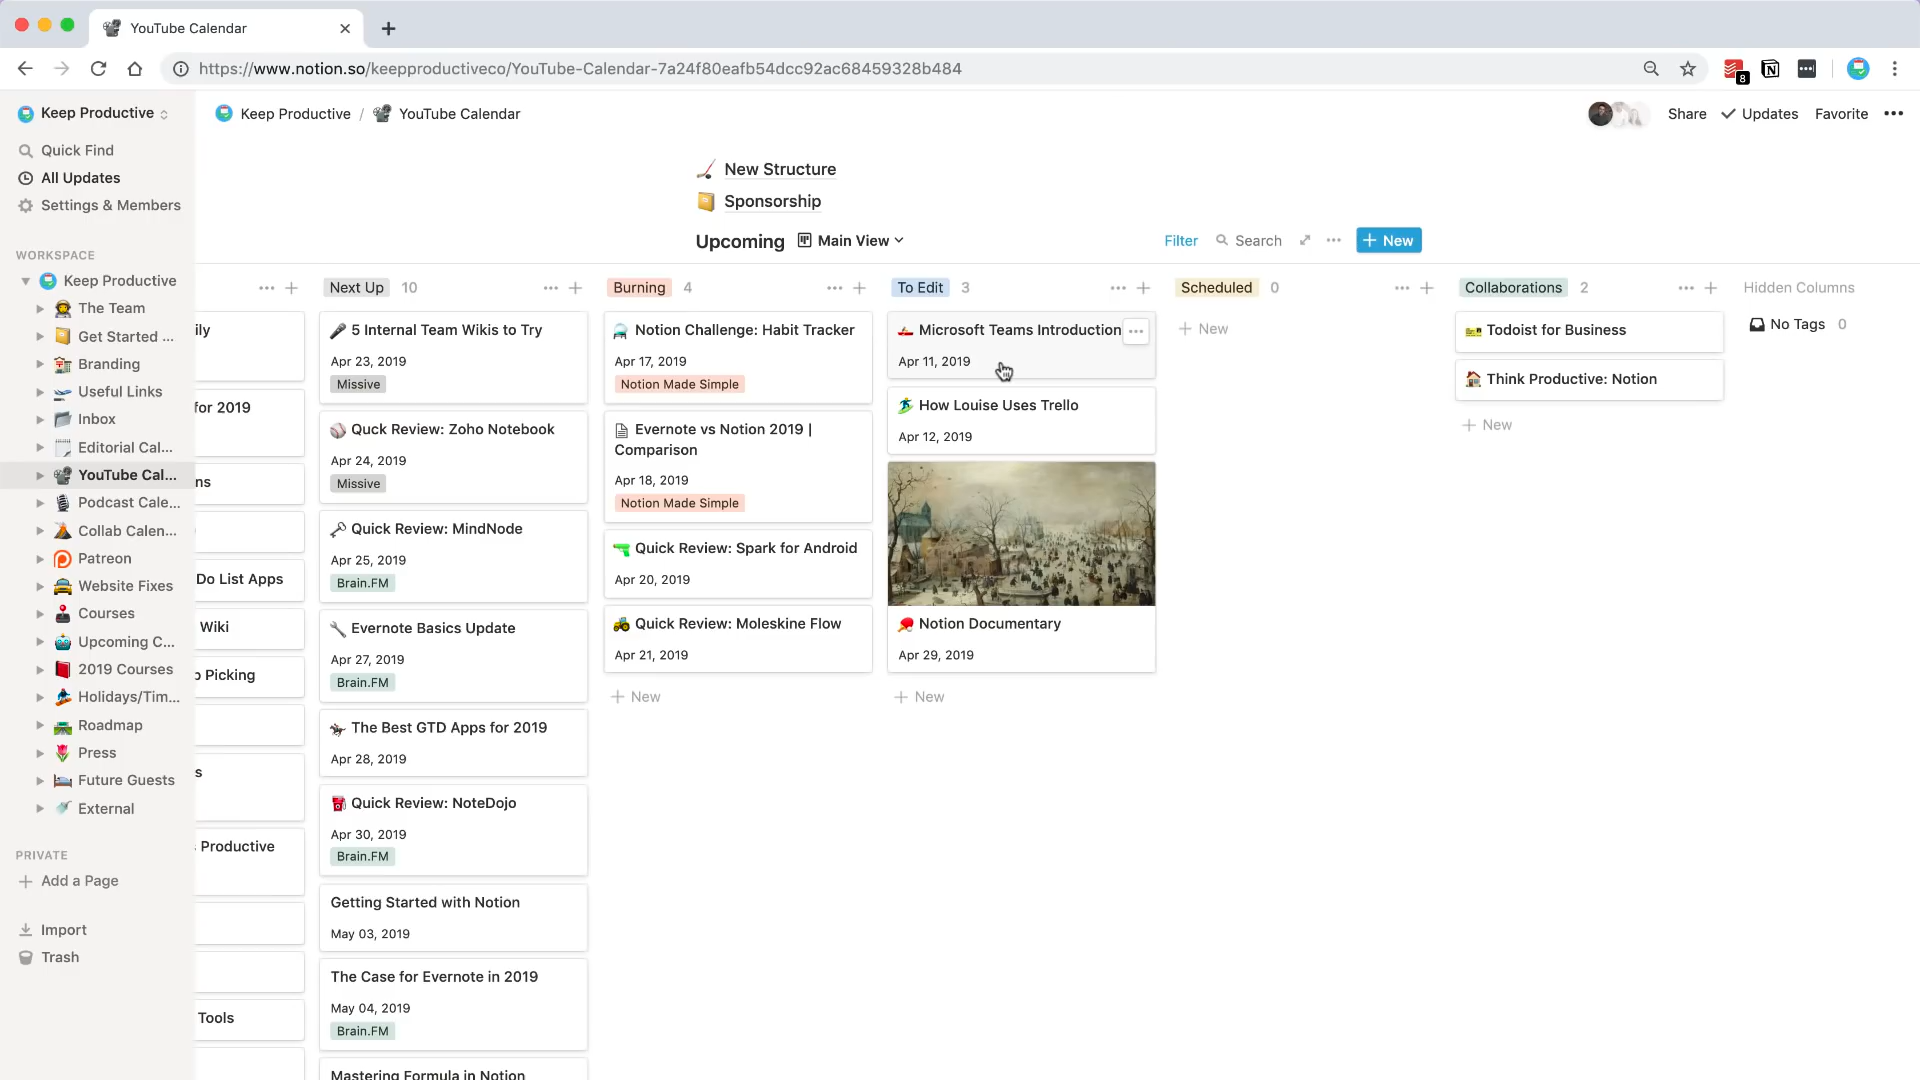 YouTube Calendar
https://www.notion.so/keepproductiveco/YouTube-Calendar-7a24f80eafb54dcc92ac68459328b484
8
Keep Productive
Keep Productive / YouTube Calendar
Share
Updates
Favorite
Quick Find
All Updates
Settings & Members
WORKSPACE
Keep Productive
The Team
Get Started ...
Branding
Useful Links
Inbox
Editorial Cal...
YouTube Cal...
Podcast Cale...
Collab Calen...
Patreon
Website Fixes
Courses
Upcoming C...
2019 Courses
Holidays/Tim...
Roadmap
Press
Future Guests
External
PRIVATE
Add a Page
Import
Trash
New Structure
Sponsorship
Upcoming
Main View
Filter
Search
New
ily
for 2019
ns
Do List Apps
Wiki
Picking
s
Productive
Tools
Next Up 10
5 Internal Team Wikis to Try
Apr 23, 2019
Missive
Quck Review: Zoho Notebook
Apr 24, 2019
Missive
Quick Review: MindNode
Apr 25, 2019
Brain.FM
Evernote Basics Update
Apr 27, 2019
Brain.FM
The Best GTD Apps for 2019
Apr 28, 2019
Quick Review: NoteDojo
Apr 30, 2019
Brain.FM
Getting Started with Notion
May 03, 2019
The Case for Evernote in 2019
May 04, 2019
Brain.FM
Mastering Formula in Notion
Burning 4
Notion Challenge: Habit Tracker
Apr 17, 2019
Notion Made Simple
Evernote vs Notion 2019 |
Comparison
Apr 18, 2019
Notion Made Simple
Quick Review: Spark for Android
Apr 20, 2019
Quick Review: Moleskine Flow
Apr 21, 2019
New
To Edit 3
Microsoft Teams Introduction
Apr 11, 2019
How Louise Uses Trello
Apr 12, 2019
Notion Documentary
Apr 29, 2019
New
Scheduled 0
New
Collaborations 2
Todoist for Business
Think Productive: Notion
New
Hidden Columns
No Tags 0